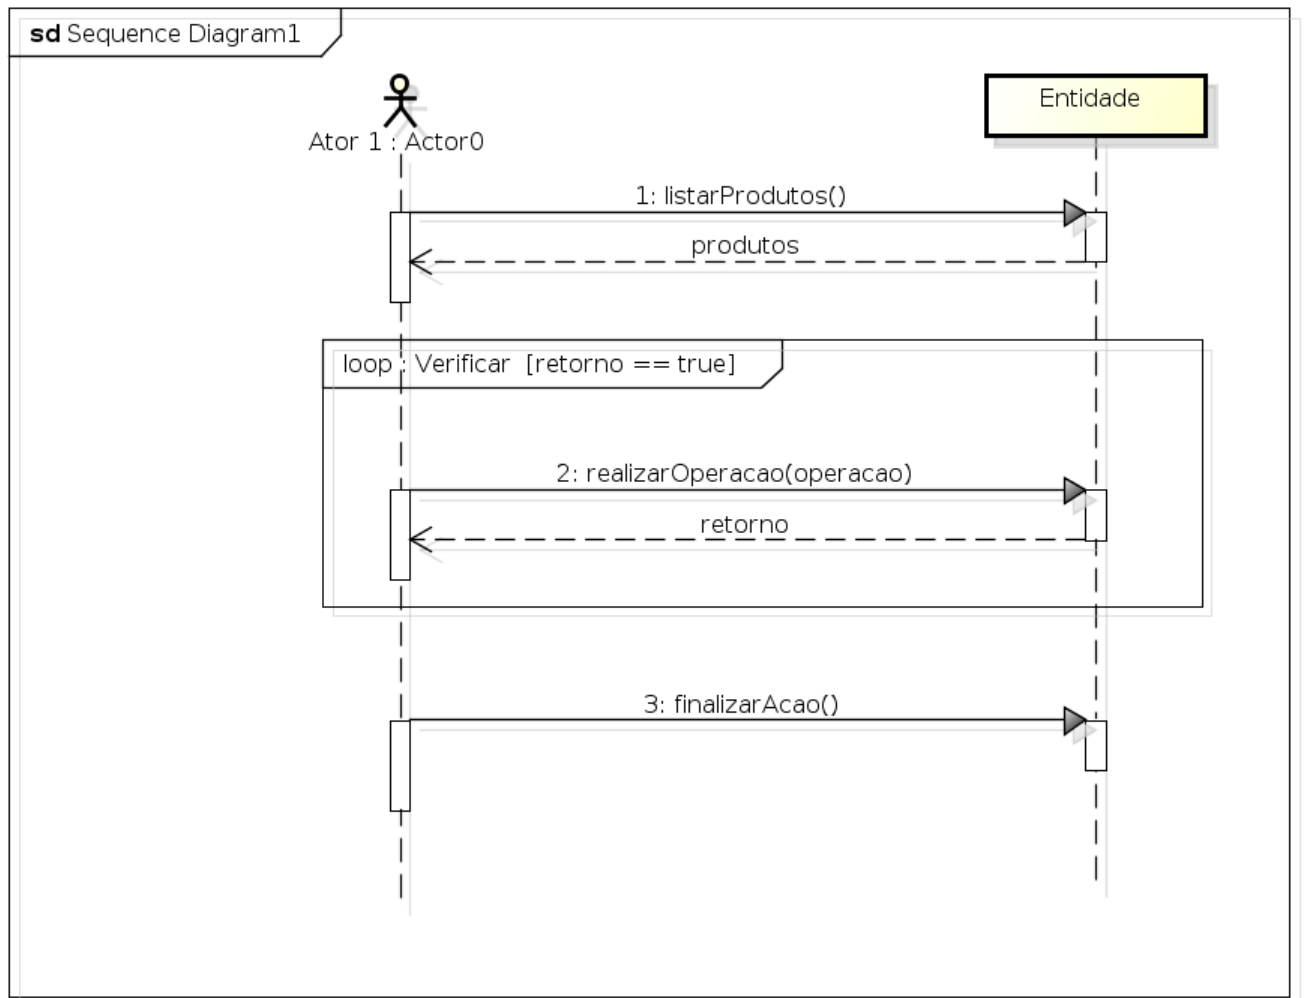 sd Sequence Diagram1
Entidade
Ator 1 : Actor0
1: listarProdutos()
produtos
loop : Verificar [retorno == true]
2: realizarOperacao(operacao)
retorno
3: finalizarAcao()